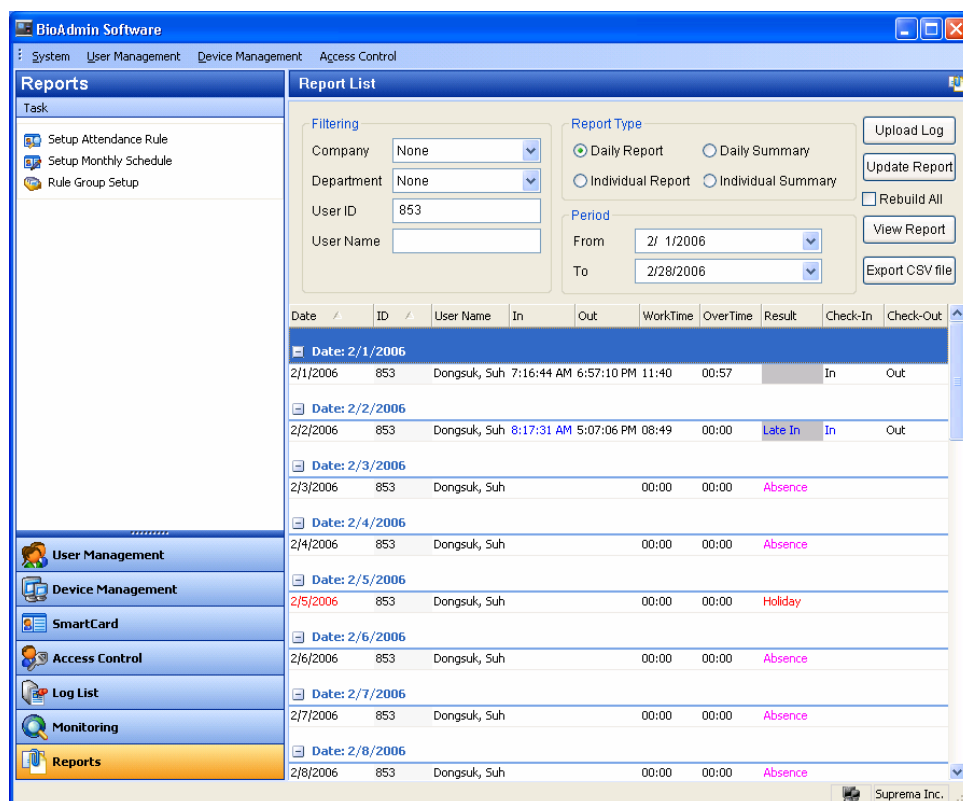 BioAdmin Software
System User Management Device Management Access Control
Reports
Task
Setup Attendance Rule
Setup Monthly Schedule
Rule Group Setup
User Management
Device Management
SmartCard
Access Control
Log List
Monitoring
Reports
Report List
Filtering
Company None
Department None
User ID 853
User Name
Report Type
Daily Report Daily Summary
Individual Report Individual Summary
Period
From 2/ 1/2006
To 2/28/2006
Upload Log
Update Report
Rebuild All
View Report
Export CSV file
Date ID User Name In Out WorkTime OverTime Result Check-In Check-Out
Date: 2/1/2006
2/1/2006 853 Dongsuk, Suh 7:16:44 AM 6:57:10 PM 11:40 00:57 In Out
Date: 2/2/2006
2/2/2006 853 Dongsuk, Suh 8:17:31 AM 5:07:06 PM 08:49 00:00 Late In In Out
Date: 2/3/2006
2/3/2006 853 Dongsuk, Suh 00:00 00:00 Absence
Date: 2/4/2006
2/4/2006 853 Dongsuk, Suh 00:00 00:00 Absence
Date: 2/5/2006
2/5/2006 853 Dongsuk, Suh 00:00 00:00 Holiday
Date: 2/6/2006
2/6/2006 853 Dongsuk, Suh 00:00 00:00 Absence
Date: 2/7/2006
2/7/2006 853 Dongsuk, Suh 00:00 00:00 Absence
Date: 2/8/2006
2/8/2006 853 Dongsuk, Suh 00:00 00:00 Absence
Suprema Inc.